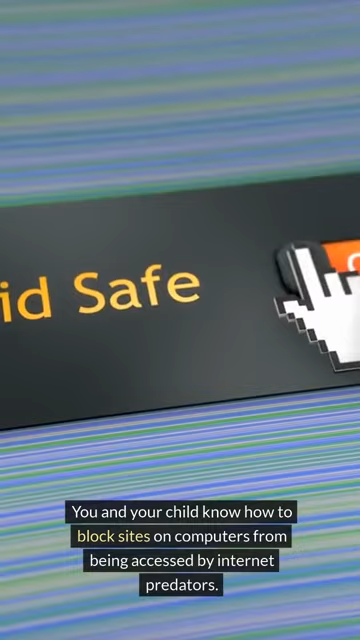 id Safe
You and your child know how to
block sites on computers from
being accessed by internet
predators.